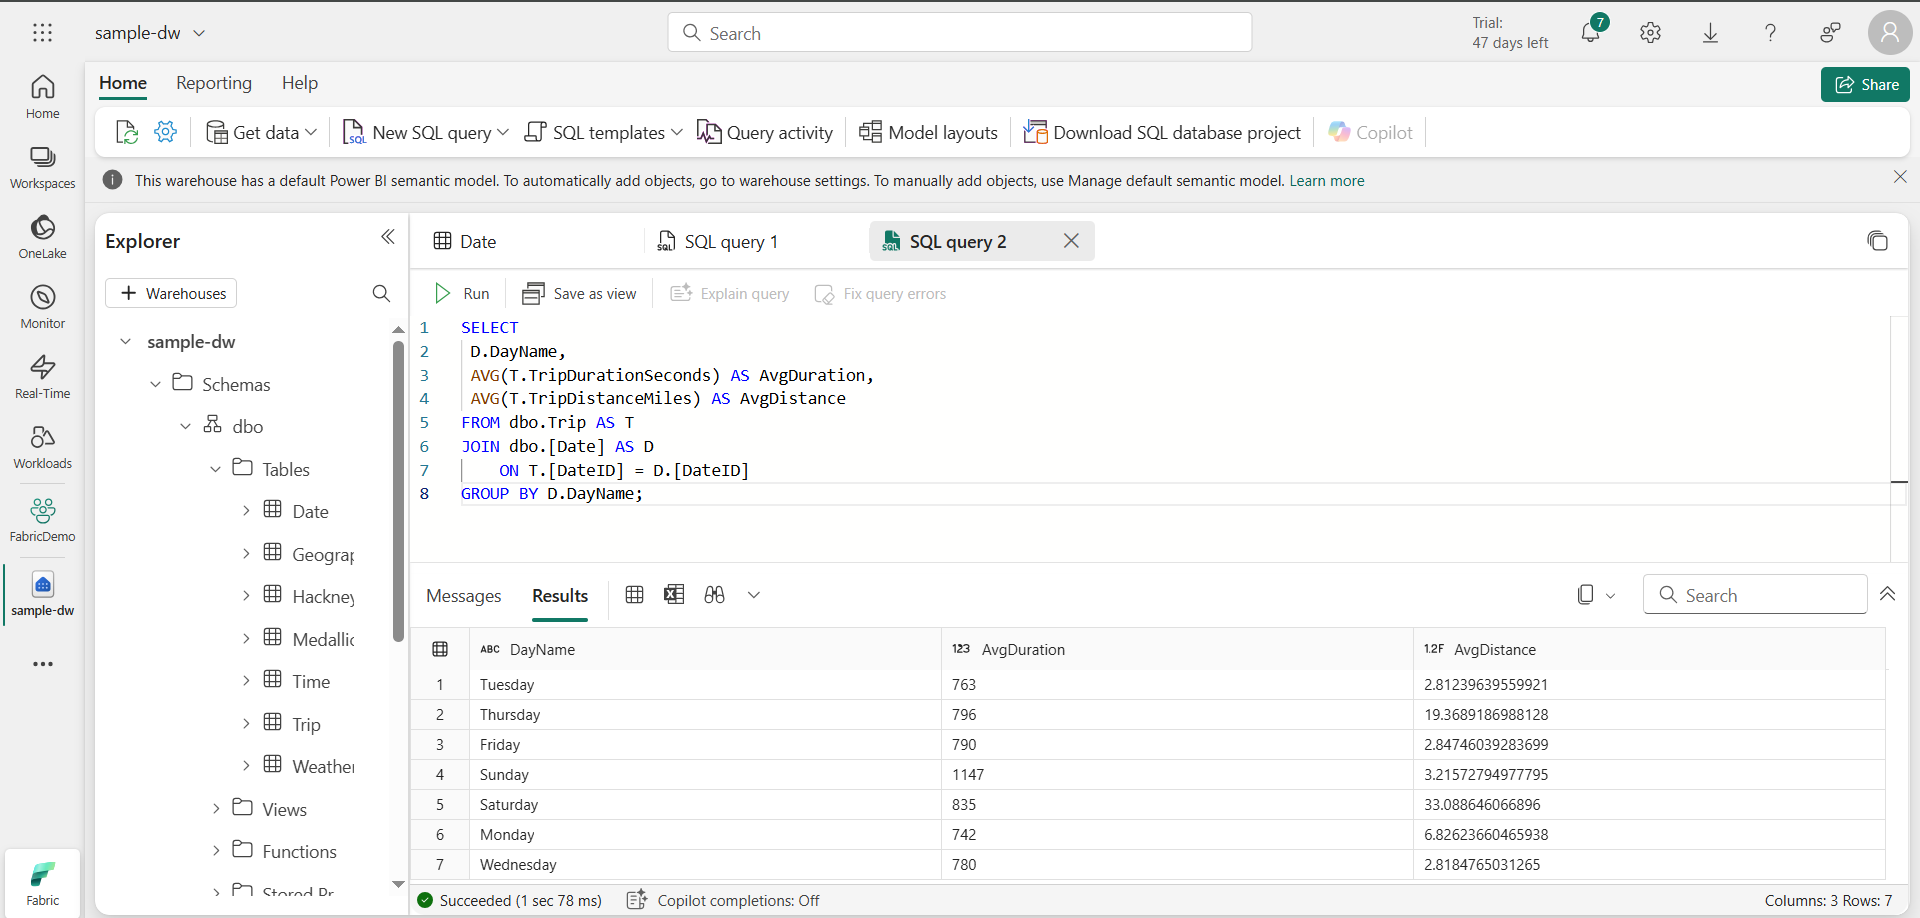 sample-dw
Search
Trial:
47 days left
7
Home
Reporting
Help
Share
Get data
New SQL query
SQL templates
Query activity
Model layouts
Download SQL database project
Copilot
This warehouse has a default Power BI semantic model. To automatically add objects, go to warehouse settings. To manually add objects, use Manage default semantic model. Learn more
Home
Workspaces
OneLake
Monitor
Real-Time
Workloads
FabricDemo
sample-dw
Fabric
Explorer
Warehouses
sample-dw
Schemas
dbo
Tables
Date
Geograp
Hackney
Medallic
Time
Trip
Weather
Views
Functions
Stored Pr
Date
SQL query 1
SQL query 2
Run
Save as view
Explain query
Fix query errors
1 SELECT
2 D.DayName,
3 AVG(T.TripDurationSeconds) AS AvgDuration,
4 AVG(T.TripDistanceMiles) AS AvgDistance
5 FROM dbo.Trip AS T
6 JOIN dbo.[Date] AS D
7 ON T.[DateID] = D.[DateID]
8 GROUP BY D.DayName;
Messages
Results
Search
ABC DayName 123 AvgDuration 1.2F AvgDistance
1 Tuesday 763 2.81239639559921
2 Thursday 796 19.3689186988128
3 Friday 790 2.84746039283699
4 Sunday 1147 3.21572794977795
5 Saturday 835 33.088646066896
6 Monday 742 6.82623660465938
7 Wednesday 780 2.8184765031265
Succeeded (1 sec 78 ms)
Copilot completions: Off
Columns: 3 Rows: 7